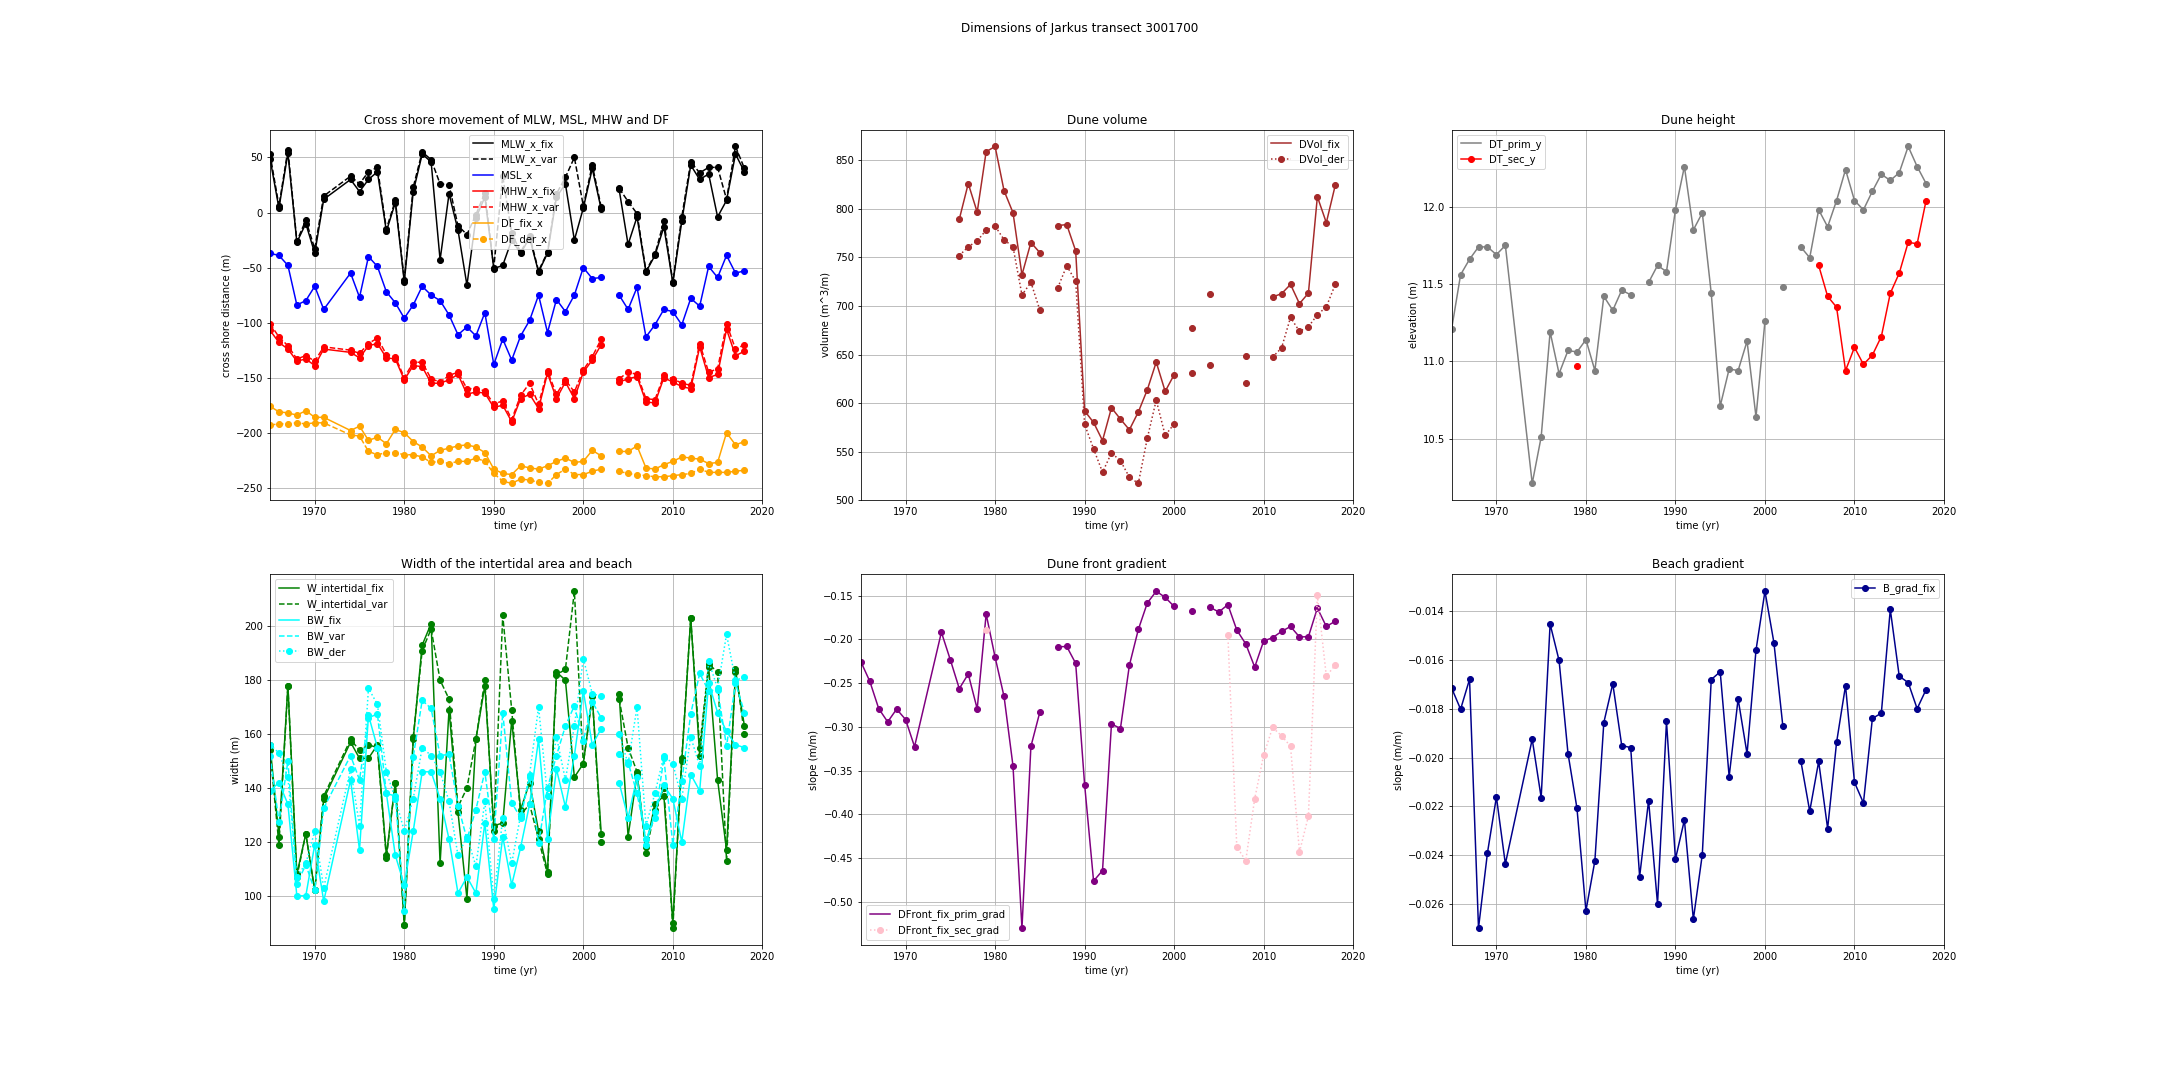 Dimensions of Jarkus transect 3001700
Cross shore movement of MLW, MSL, MHW and DF
MLW_x_fix
MLW_x_var
MSL_x
MHW_x_fix
MHW_x_var
DF_fix_x
DF_der_x
50
0
−50
−100
−150
−200
−250
cross shore distance (m)
1970 1980 1990 2000 2010 2020
time (yr)
Dune volume
DVol_fix
DVol_der
850
800
750
700
650
600
550
500
volume (m^3/m)
1970 1980 1990 2000 2010 2020
time (yr)
Dune height
DT_prim_y
DT_sec_y
12.0
11.5
11.0
10.5
elevation (m)
1970 1980 1990 2000 2010 2020
time (yr)
Width of the intertidal area and beach
W_intertidal_fix
W_intertidal_var
BW_fix
BW_var
BW_der
200
180
160
140
120
100
width (m)
1970 1980 1990 2000 2010 2020
time (yr)
Dune front gradient
−0.15
−0.20
−0.25
−0.30
−0.35
−0.40
−0.45
−0.50
slope (m/m)
DFront_fix_prim_grad
DFront_fix_sec_grad
1970 1980 1990 2000 2010 2020
time (yr)
Beach gradient
B_grad_fix
−0.014
−0.016
−0.018
−0.020
−0.022
−0.024
−0.026
slope (m/m)
1970 1980 1990 2000 2010 2020
time (yr)